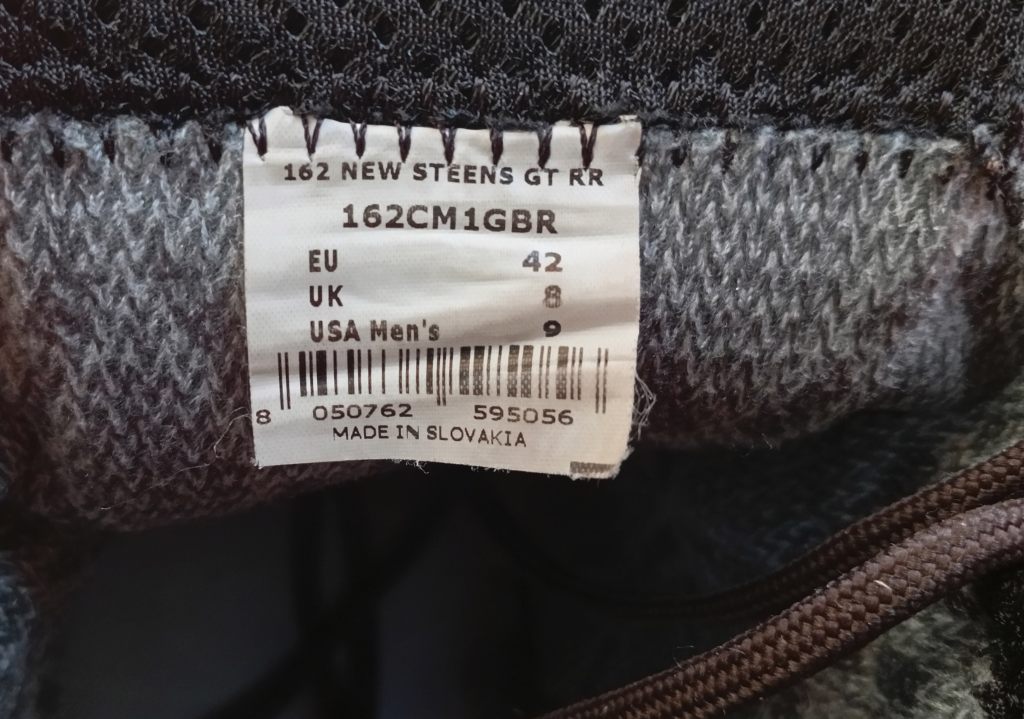 162 NEW STEENS GT RR
162CM1GBR
EU 42
UK 8
USA Men's 9
8 050762 595056
MADE IN SLOVAKIA